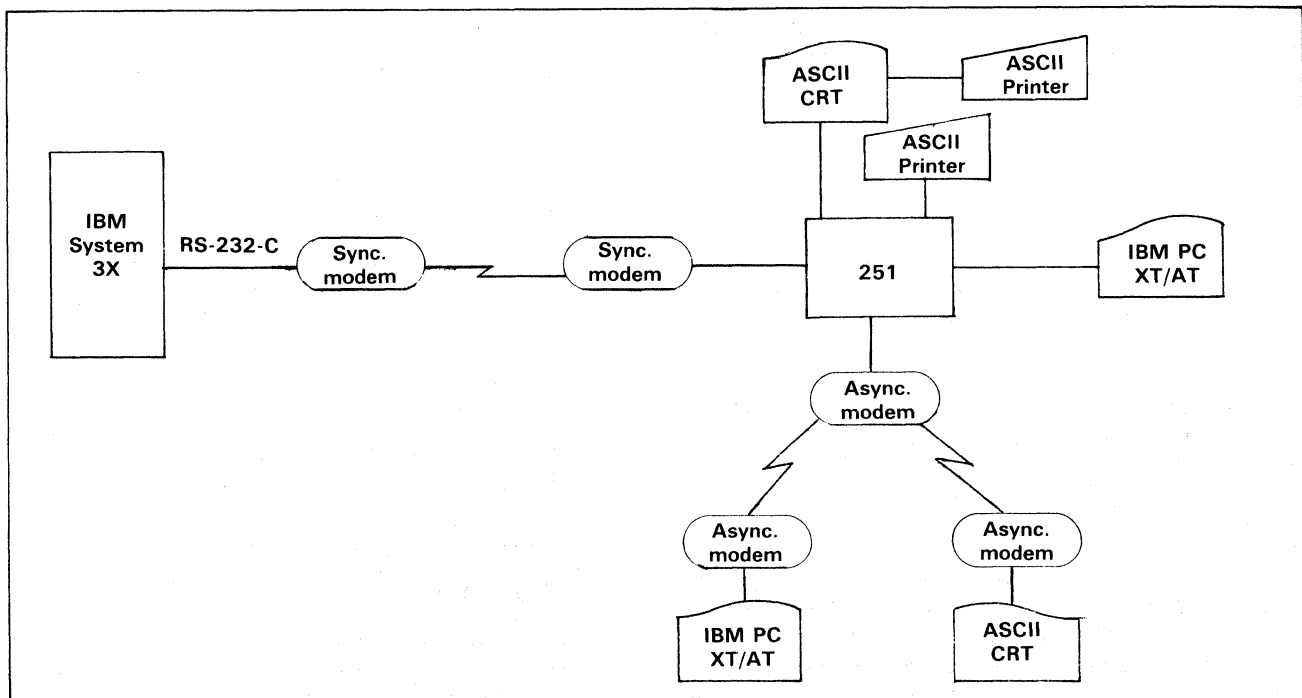 ASCII
CRT
ASCII
Printer
ASCII
Printer
IBM
System
3X
RS-232-C
Sync.
modem
Sync.
modem
251
IBM PC
XT/AT
Async.
modem
Async.
modem
Async.
modem
IBM PC
XT/AT
ASCII
CRT